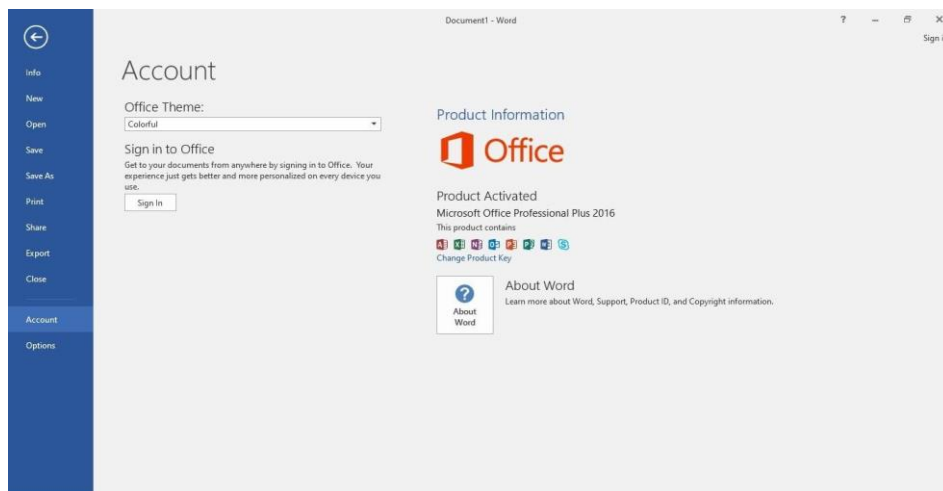 Document1 - Word
?
Sign i
Info
New
Open
Save
Save As
Print
Share
Export
Close
Account
Options
Account
Office Theme:
Colorful
Sign in to Office
Get to your documents from anywhere by signing in to Office. Your
experience just gets better and more personalized on every device you
use.
Sign In
Product Information
Office
Product Activated
Microsoft Office Professional Plus 2016
This product contains
Change Product Key
About
Word
About Word
Learn more about Word, Support, Product ID, and Copyright information.